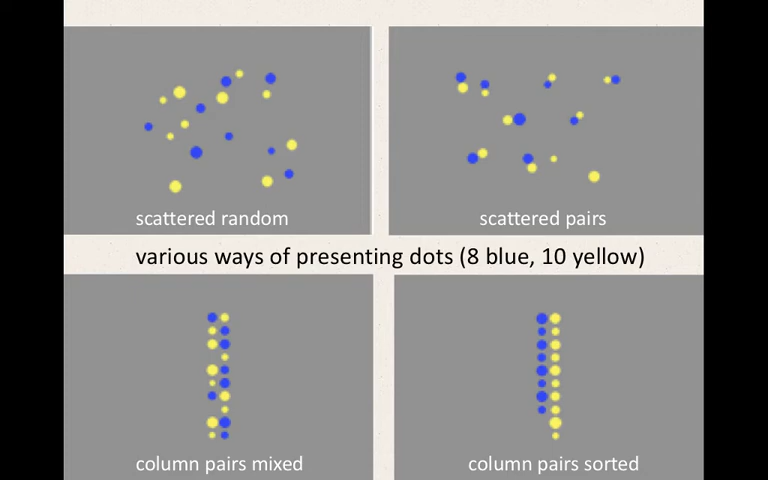 scattered random
scattered pairs
various ways of presenting dots (8 blue, 10 yellow)
column pairs mixed
column pairs sorted